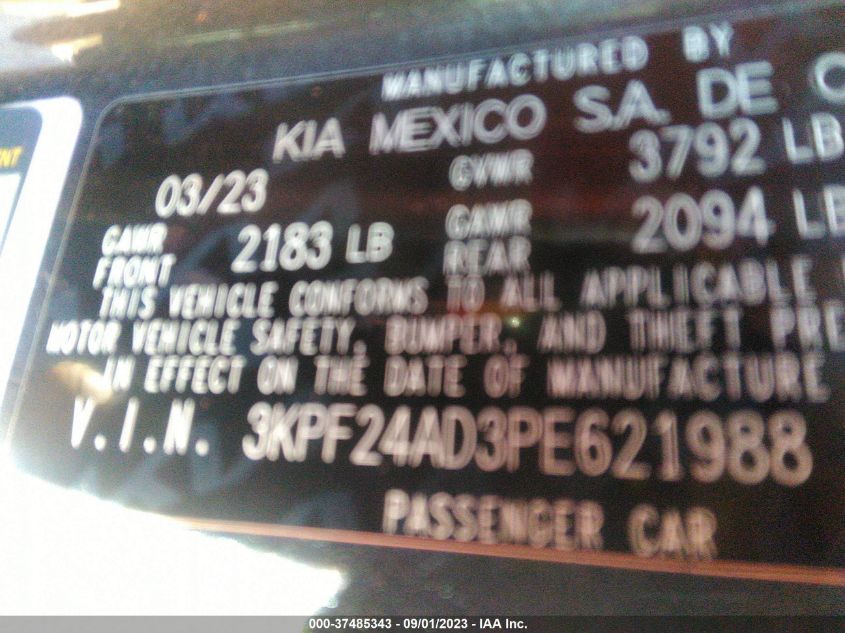 ENT
MANUFACTURED BY
KIA MEXICO S.A. DE C
03/23 GVWR 3792 LB
GAWR FRONT 2183 LB GAWR REAR 2094 LB
THIS VEHICLE CONFORMS TO ALL APPLICABLE
MOTOR VEHICLE SAFETY, BUMPER, AND THEFT PRE
IN EFFECT ON THE DATE OF MANUFACTURE
V.I.N. 3KPF24AD3PE621988
PASSENGER CAR
000-37485343 - 09/01/2023 - IAA Inc.